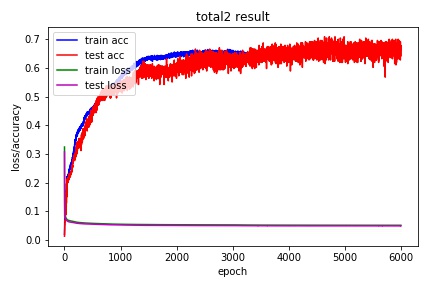 total2 result
train acc
test acc
train loss
test loss
0.7
0.6
0.5
0.4
0.3
0.2
0.1
0.0
loss/accuracy
0
1000
2000
3000
4000
5000
6000
epoch